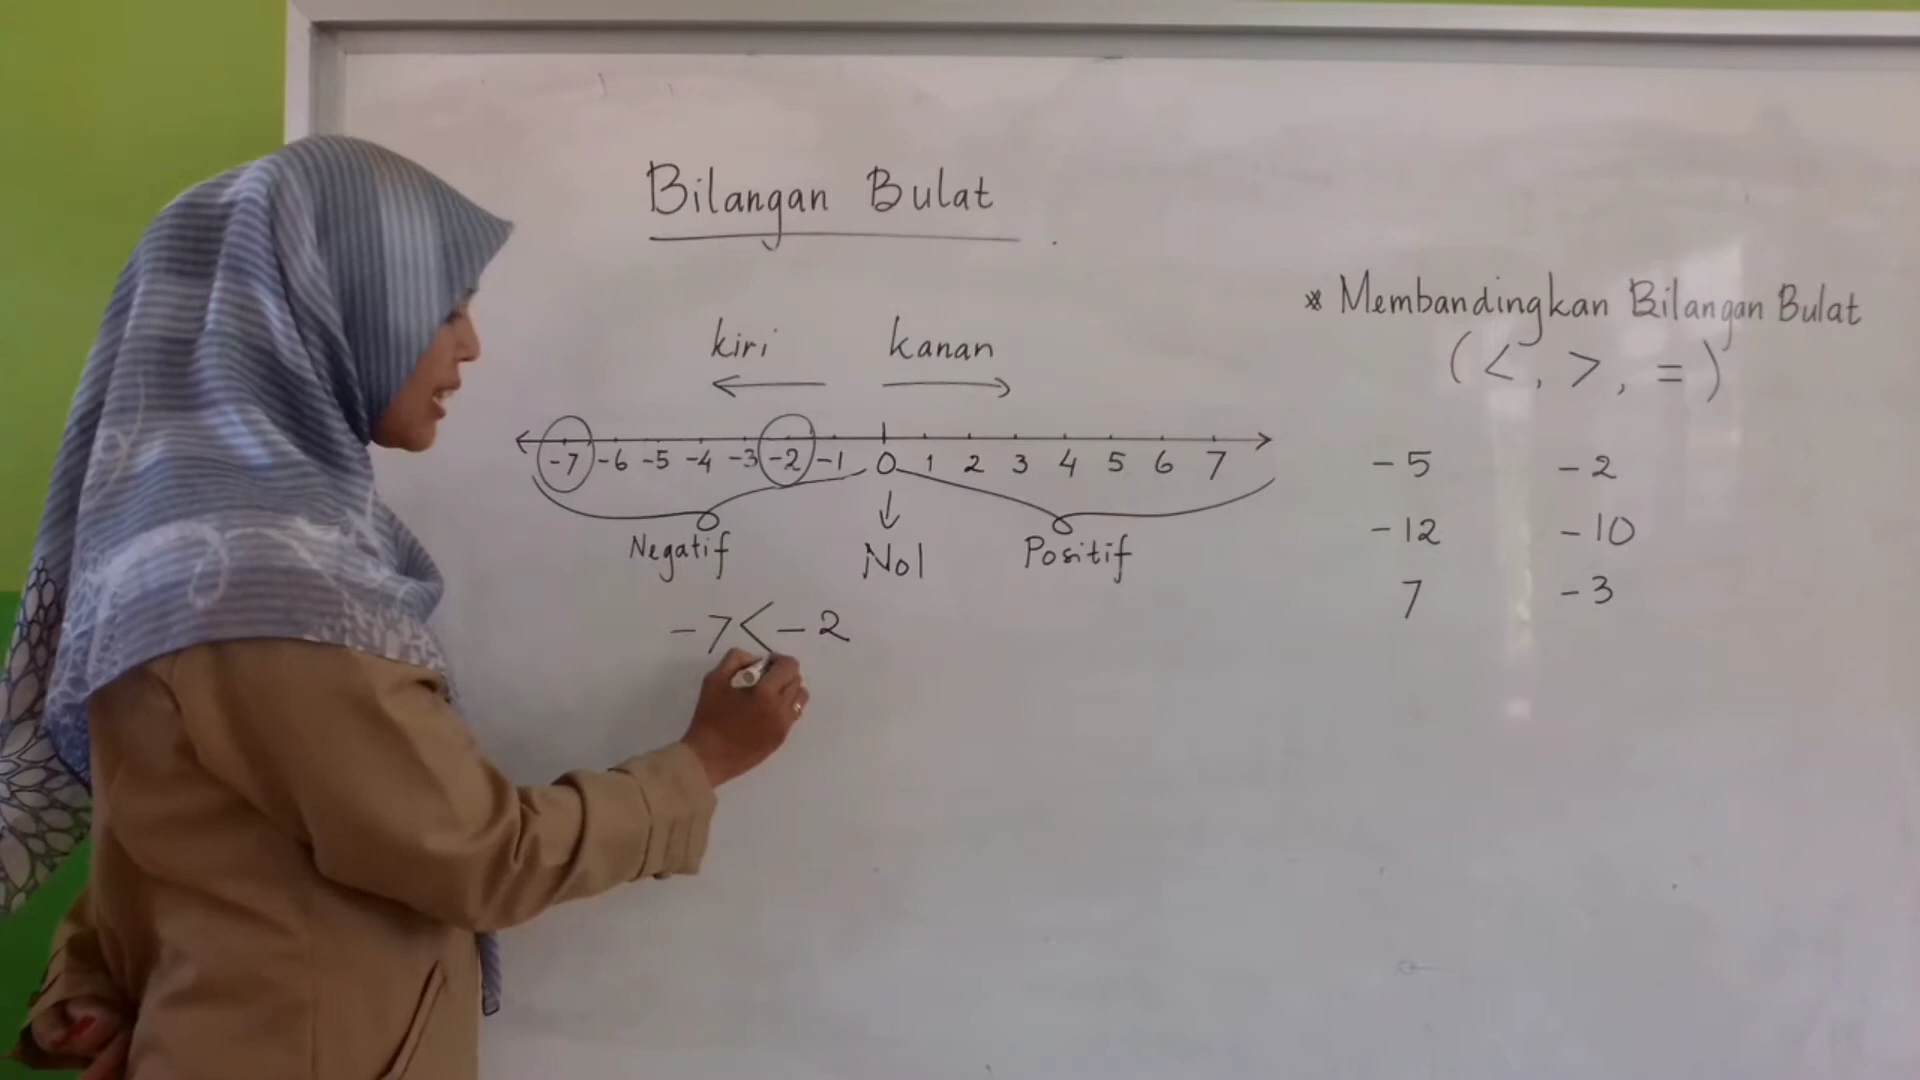 Bilangan Bulat
kiri kanan
-7 -6 -5 -4 -3 -2 -1 0 1 2 3 4 5 6 7
Negatif Nol Positif
-7 < -2
* Membandingkan Bilangan Bulat
( <, >, = )
-5 -2
-12 -10
7 -3